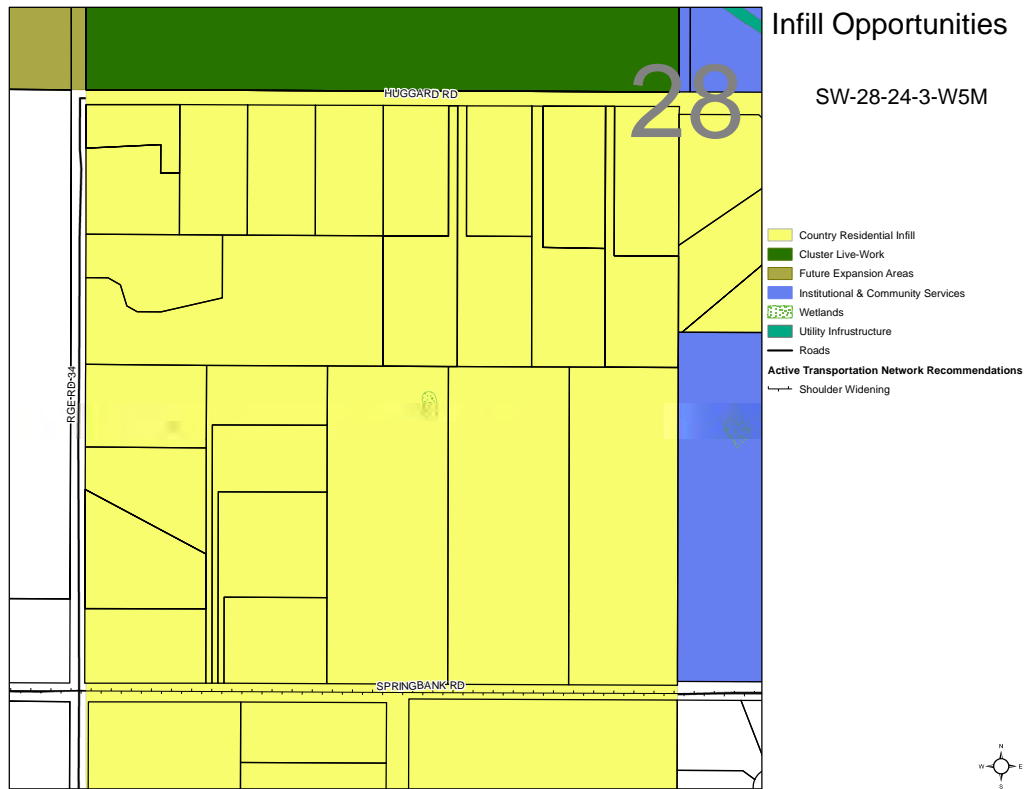 Infill Opportunities
SW-28-24-3-W5M
28
HUGGARD RD
RGE-RD-34
SPRINGBANK RD
Country Residential Infill
Cluster Live-Work
Future Expansion Areas
Institutional & Community Services
Wetlands
Utility Infrustructure
Roads
Active Transportation Network Recommendations
Shoulder Widening
N
W E
S